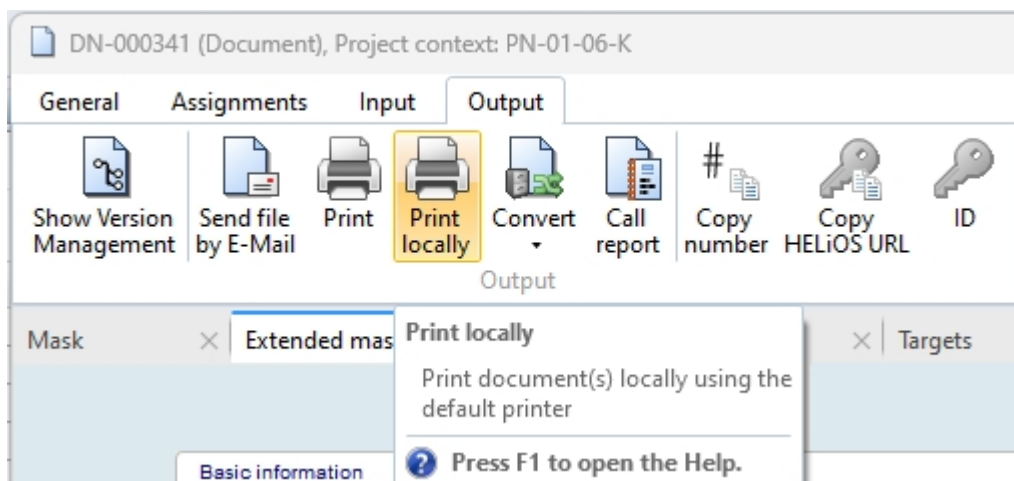 DN-000341 (Document), Project context: PN-01-06-K
General Assignments Input Output
Show Version Management
Send file by E-Mail
Print
Print locally
Convert
Call report
#
Copy number
Copy HELiOS URL
ID
Output
Mask
Extended mas
Targets
Print locally
Print document(s) locally using the
default printer
Press F1 to open the Help.
Basic information